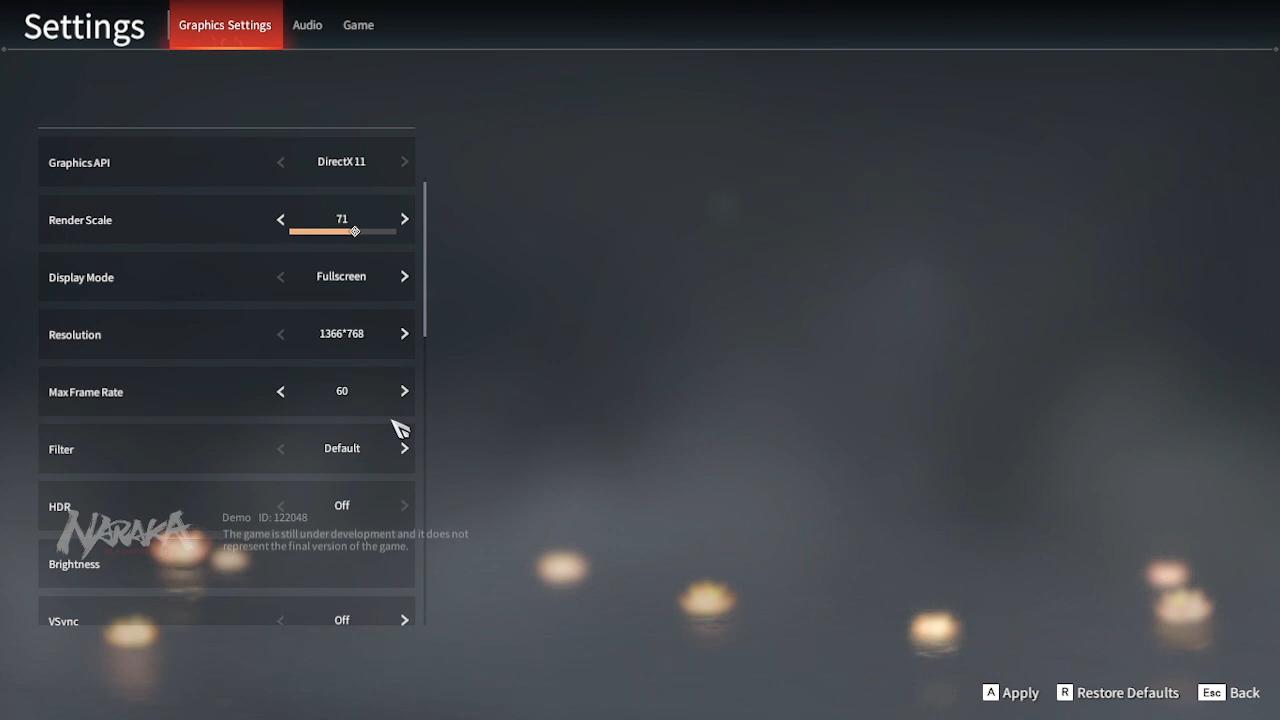 Settings
Graphics Settings
Audio
Game
Graphics API
DirectX 11
Render Scale
71
Display Mode
Fullscreen
Resolution
1366*768
Max Frame Rate
60
Filter
Default
HDR
Off
NARAKA
Demo ID: 122048
The game is still under development and it does not
represent the final version of the game.
Brightness
VSync
Off
A Apply
R Restore Defaults
Esc Back